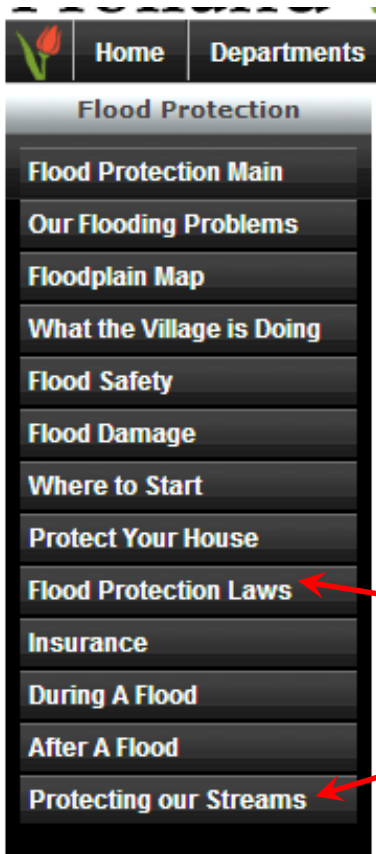 Home Departments
Flood Protection
Flood Protection Main
Our Flooding Problems
Floodplain Map
What the Village is Doing
Flood Safety
Flood Damage
Where to Start
Protect Your House
Flood Protection Laws
Insurance
During A Flood
After A Flood
Protecting our Streams